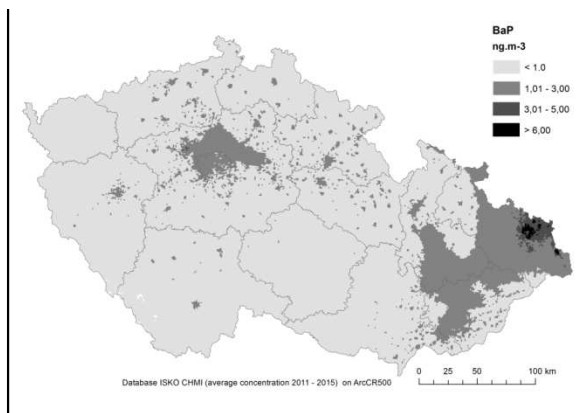 BaP
ng.m-3
< 1.0
1,01 - 3,00
3,01 - 5,00
> 6,00
Database ISKO CHMI (average concentration 2011 - 2015) on ArcCR500
0 25 50 100 km